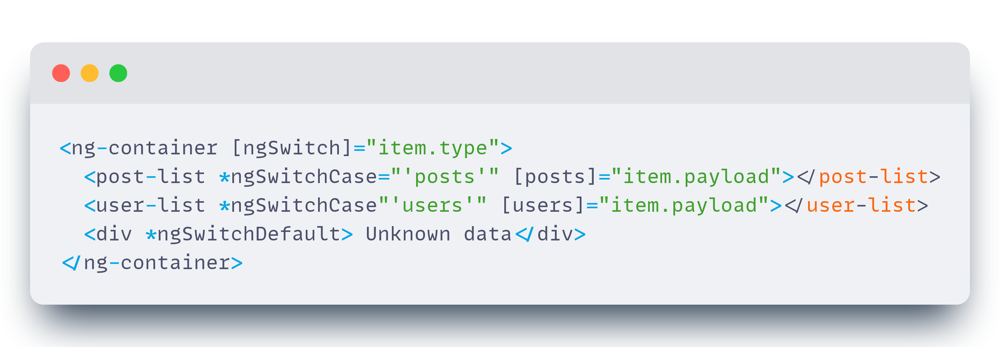 <ng-container [ngSwitch]="item.type">
<post-list *ngSwitchCase="'posts'" [posts]="item.payload"></post-list>
<user-list *ngSwitchCase"'users'" [users]="item.payload"></user-list>
<div *ngSwitchDefault> Unknown data</div>
</ng-container>